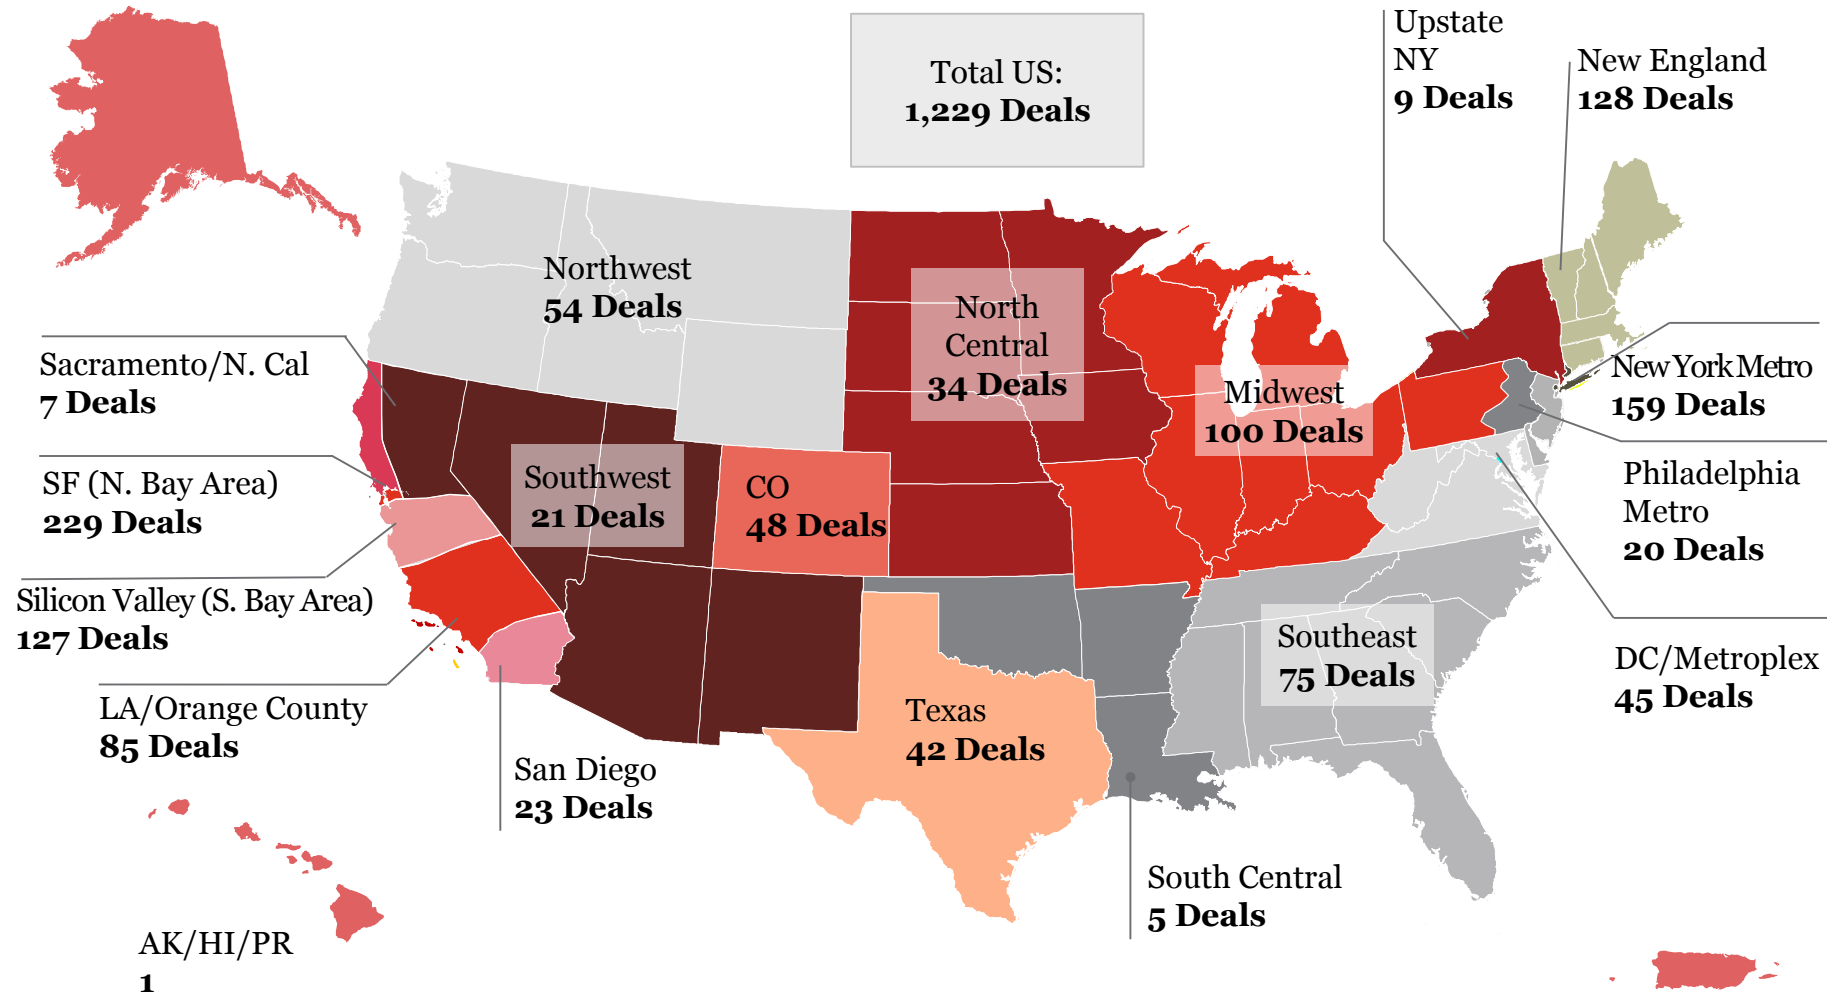 Total US:
1,229 Deals
Upstate
NY
9 Deals
New England
128 Deals
Northwest
54 Deals
North
Central
34 Deals
Midwest
100 Deals
Sacramento/N. Cal
7 Deals
New York Metro
159 Deals
SF (N. Bay Area)
229 Deals
Southwest
21 Deals
CO
48 Deals
Philadelphia
Metro
20 Deals
Silicon Valley (S. Bay Area)
127 Deals
Southeast
75 Deals
DC/Metroplex
45 Deals
LA/Orange County
85 Deals
Texas
42 Deals
San Diego
23 Deals
South Central
5 Deals
AK/HI/PR
1